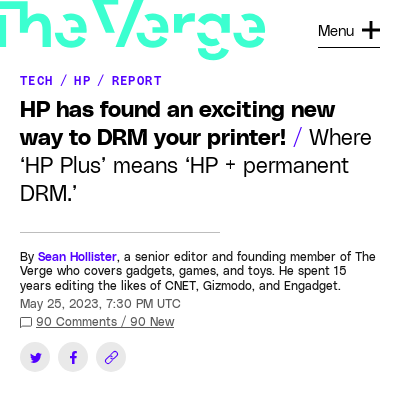 The Verge
Menu
TECH / HP / REPORT
HP has found an exciting new
way to DRM your printer! / Where
‘HP Plus’ means ‘HP + permanent
DRM.’
By Sean Hollister, a senior editor and founding member of The
Verge who covers gadgets, games, and toys. He spent 15
years editing the likes of CNET, Gizmodo, and Engadget.
May 25, 2023, 7:30 PM UTC
90 Comments / 90 New